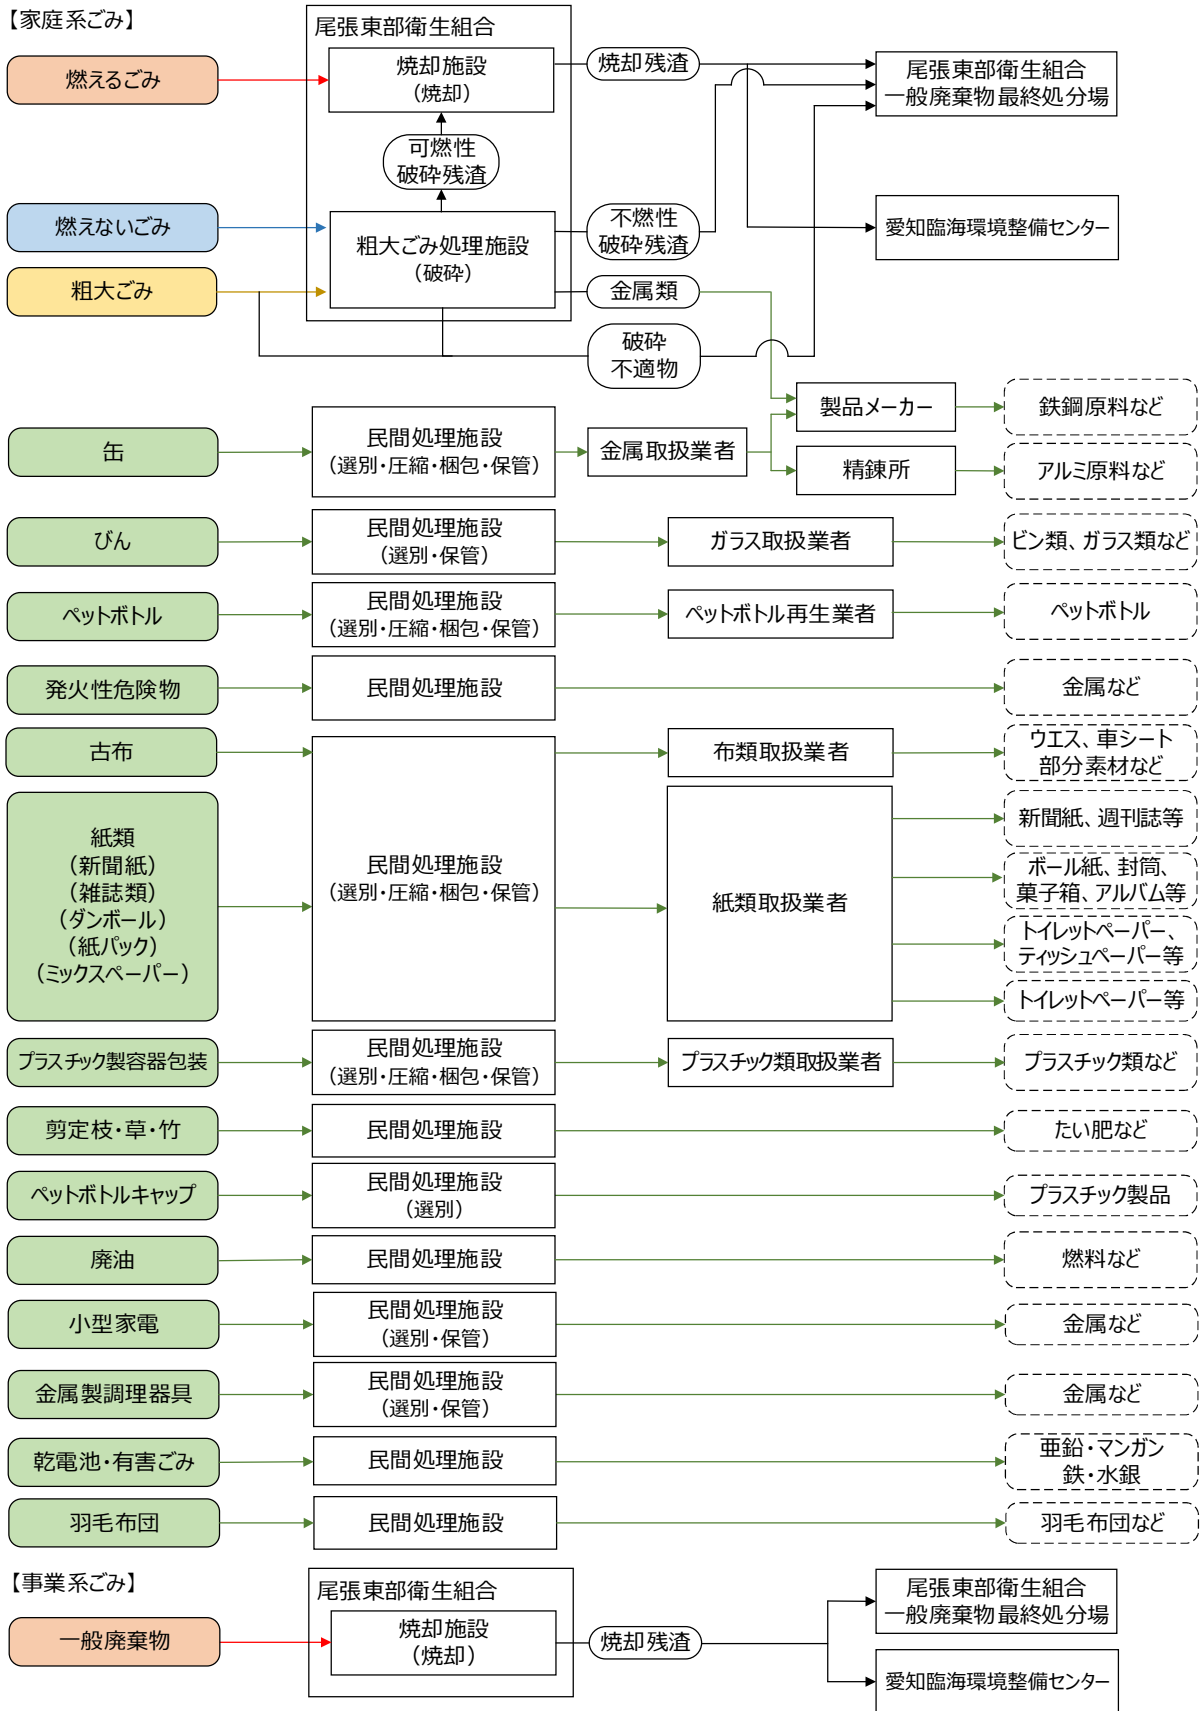 【家庭系ごみ】
尾張東部衛生組合
燃えるごみ
焼却施設
（焼却）
焼却残渣
尾張東部衛生組合
一般廃棄物最終処分場
可燃性
破砕残渣
燃えないごみ
粗大ごみ処理施設
（破砕）
不燃性
破砕残渣
愛知臨海環境整備センター
粗大ごみ
金属類
破砕
不適物
缶
民間処理施設
（選別・圧縮・梱包・保管）
金属取扱業者
製品メーカー
鉄鋼原料など
精錬所
アルミ原料など
びん
民間処理施設
（選別・保管）
ガラス取扱業者
ビン類、ガラス類など
ペットボトル
民間処理施設
（選別・圧縮・梱包・保管）
ペットボトル再生業者
ペットボトル
発火性危険物
民間処理施設
金属など
古布
布類取扱業者
ウエス、車シート
部分素材など
紙類
（新聞紙）
（雑誌類）
（ダンボール）
（紙パック）
（ミックスペーパー）
民間処理施設
（選別・圧縮・梱包・保管）
紙類取扱業者
新聞紙、週刊誌等
ボール紙、封筒、
菓子箱、アルバム等
トイレットペーパー、
ティッシュペーパー等
トイレットペーパー等
プラスチック製容器包装
民間処理施設
（選別・圧縮・梱包・保管）
プラスチック類取扱業者
プラスチック類など
剪定枝・草・竹
民間処理施設
たい肥など
ペットボトルキャップ
民間処理施設
（選別）
プラスチック製品
廃油
民間処理施設
燃料など
小型家電
民間処理施設
（選別・保管）
金属など
金属製調理器具
民間処理施設
（選別・保管）
金属など
乾電池・有害ごみ
民間処理施設
亜鉛・マンガン
鉄・水銀
羽毛布団
民間処理施設
羽毛布団など
【事業系ごみ】
尾張東部衛生組合
一般廃棄物
焼却施設
（焼却）
焼却残渣
尾張東部衛生組合
一般廃棄物最終処分場
愛知臨海環境整備センター